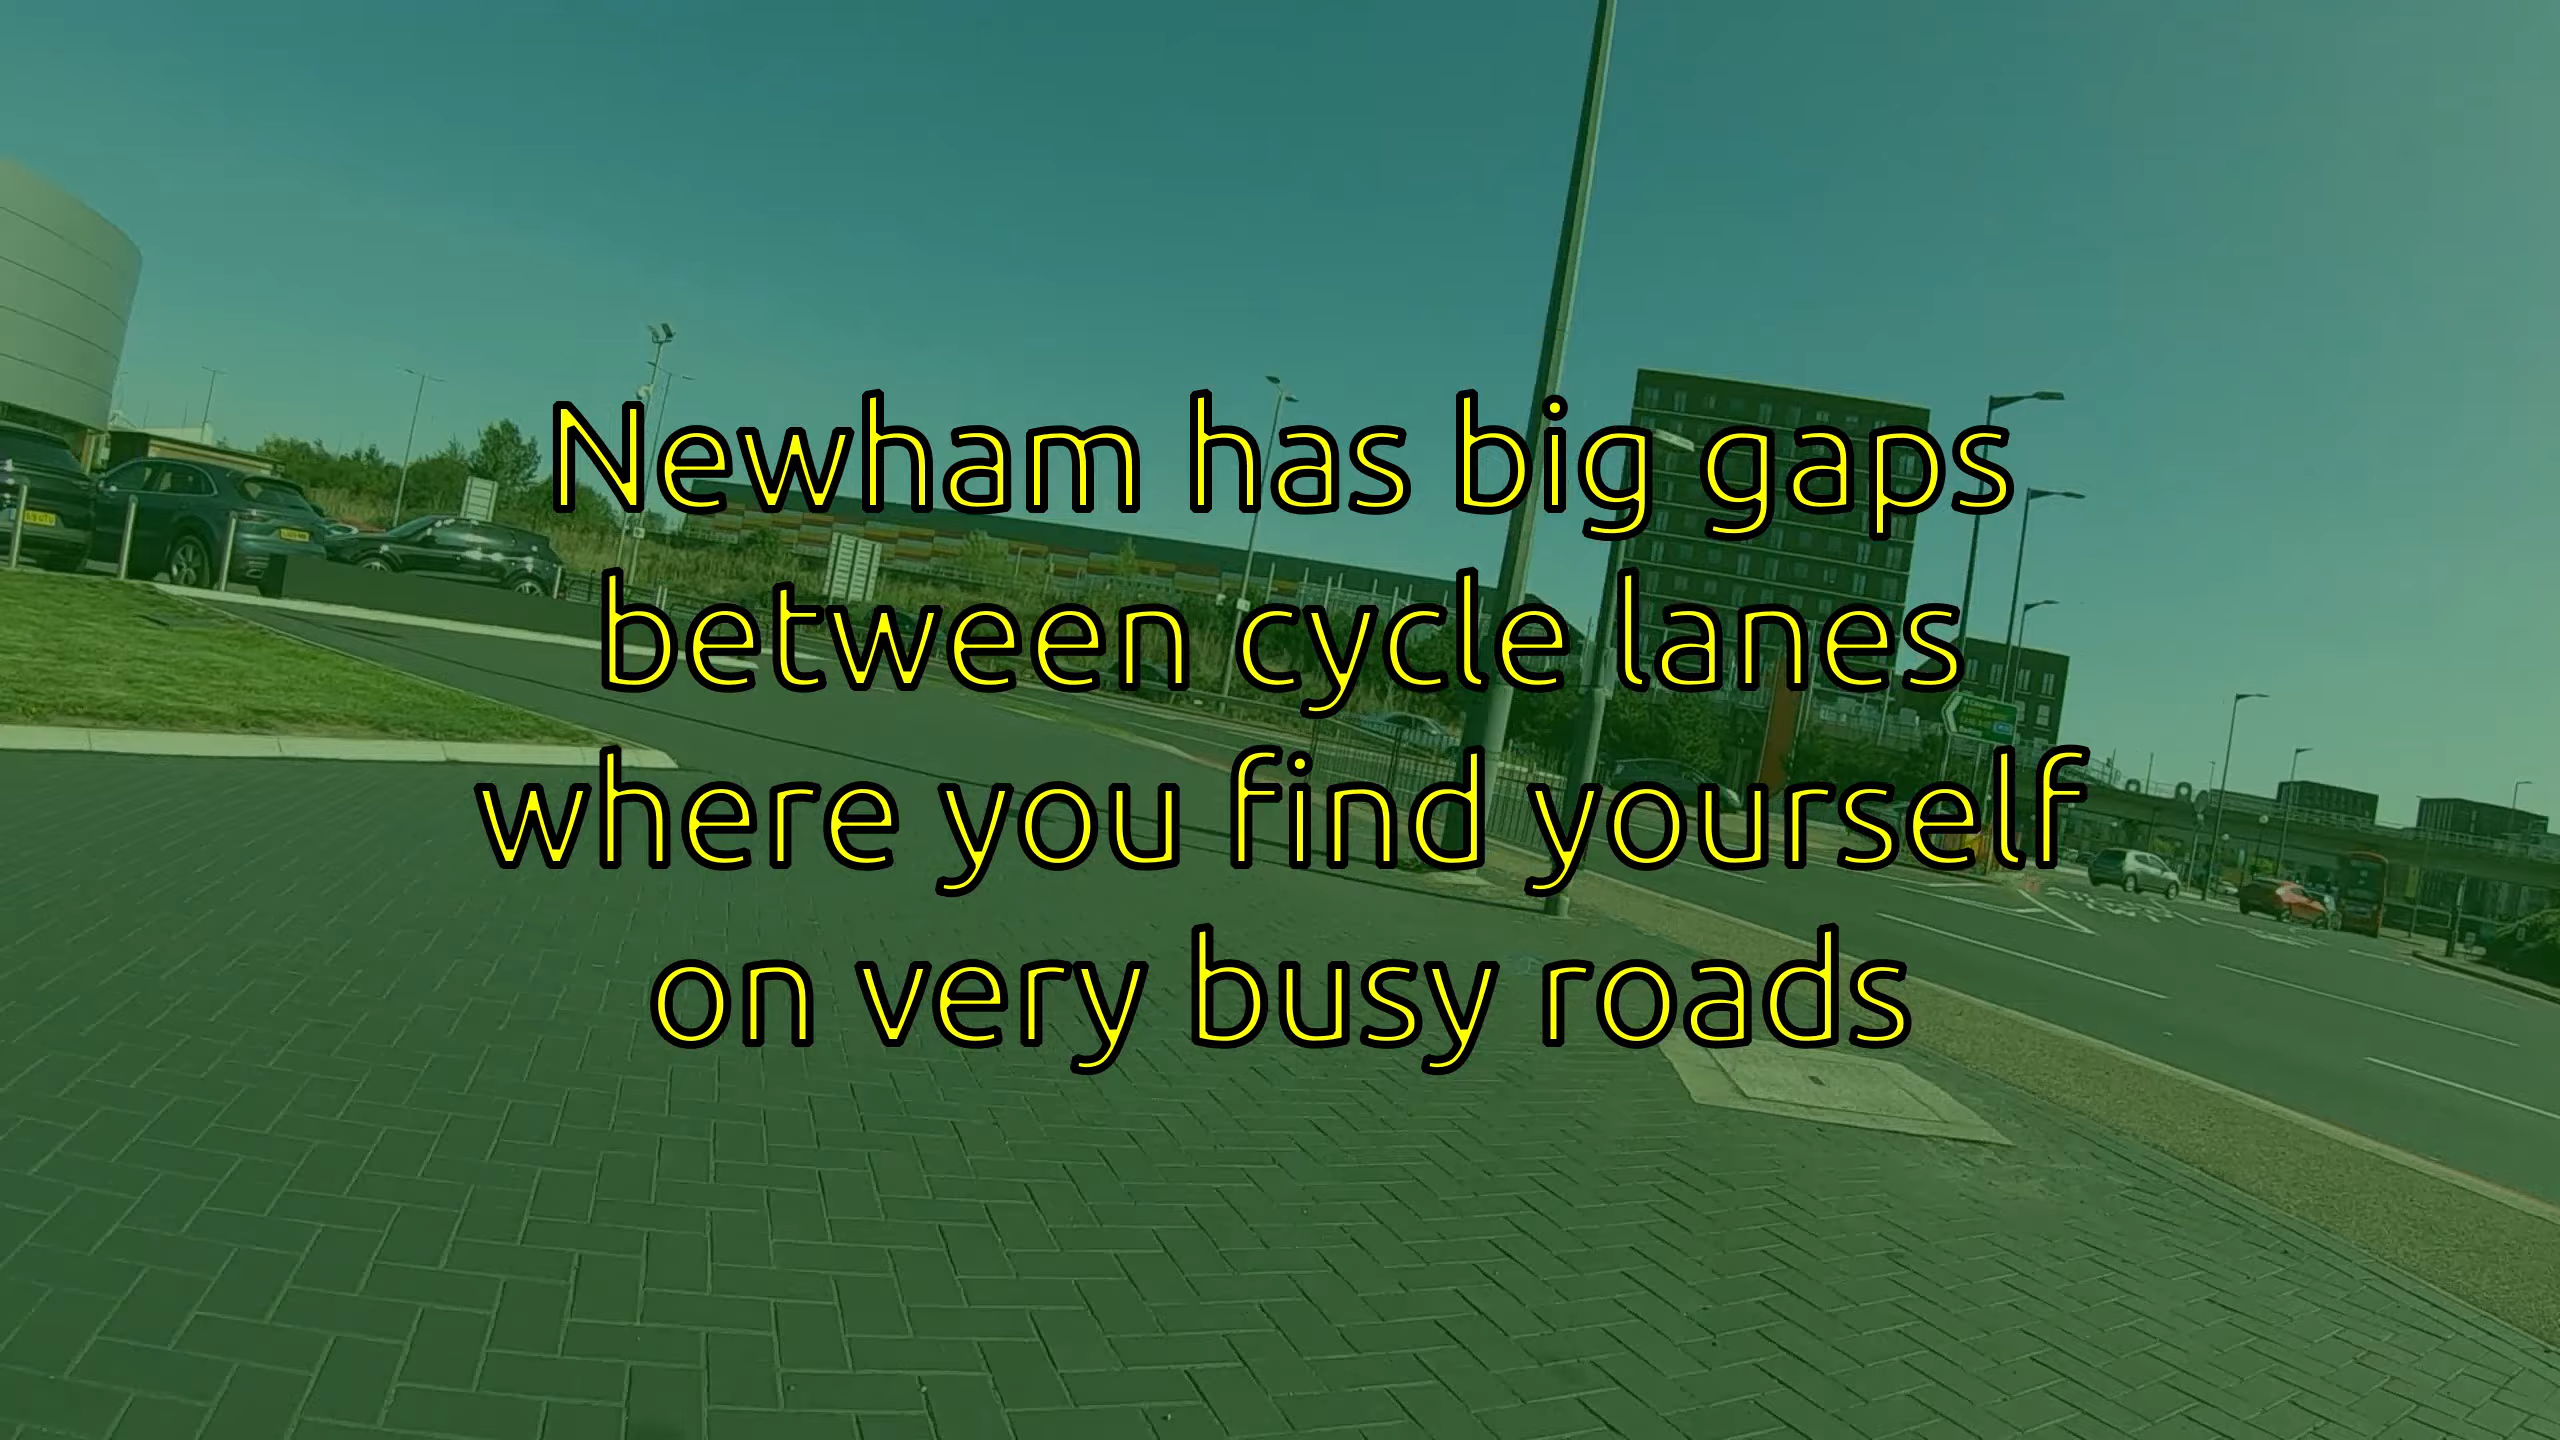 Newham has big gaps
between cycle lanes
where you find yourself
on very busy roads